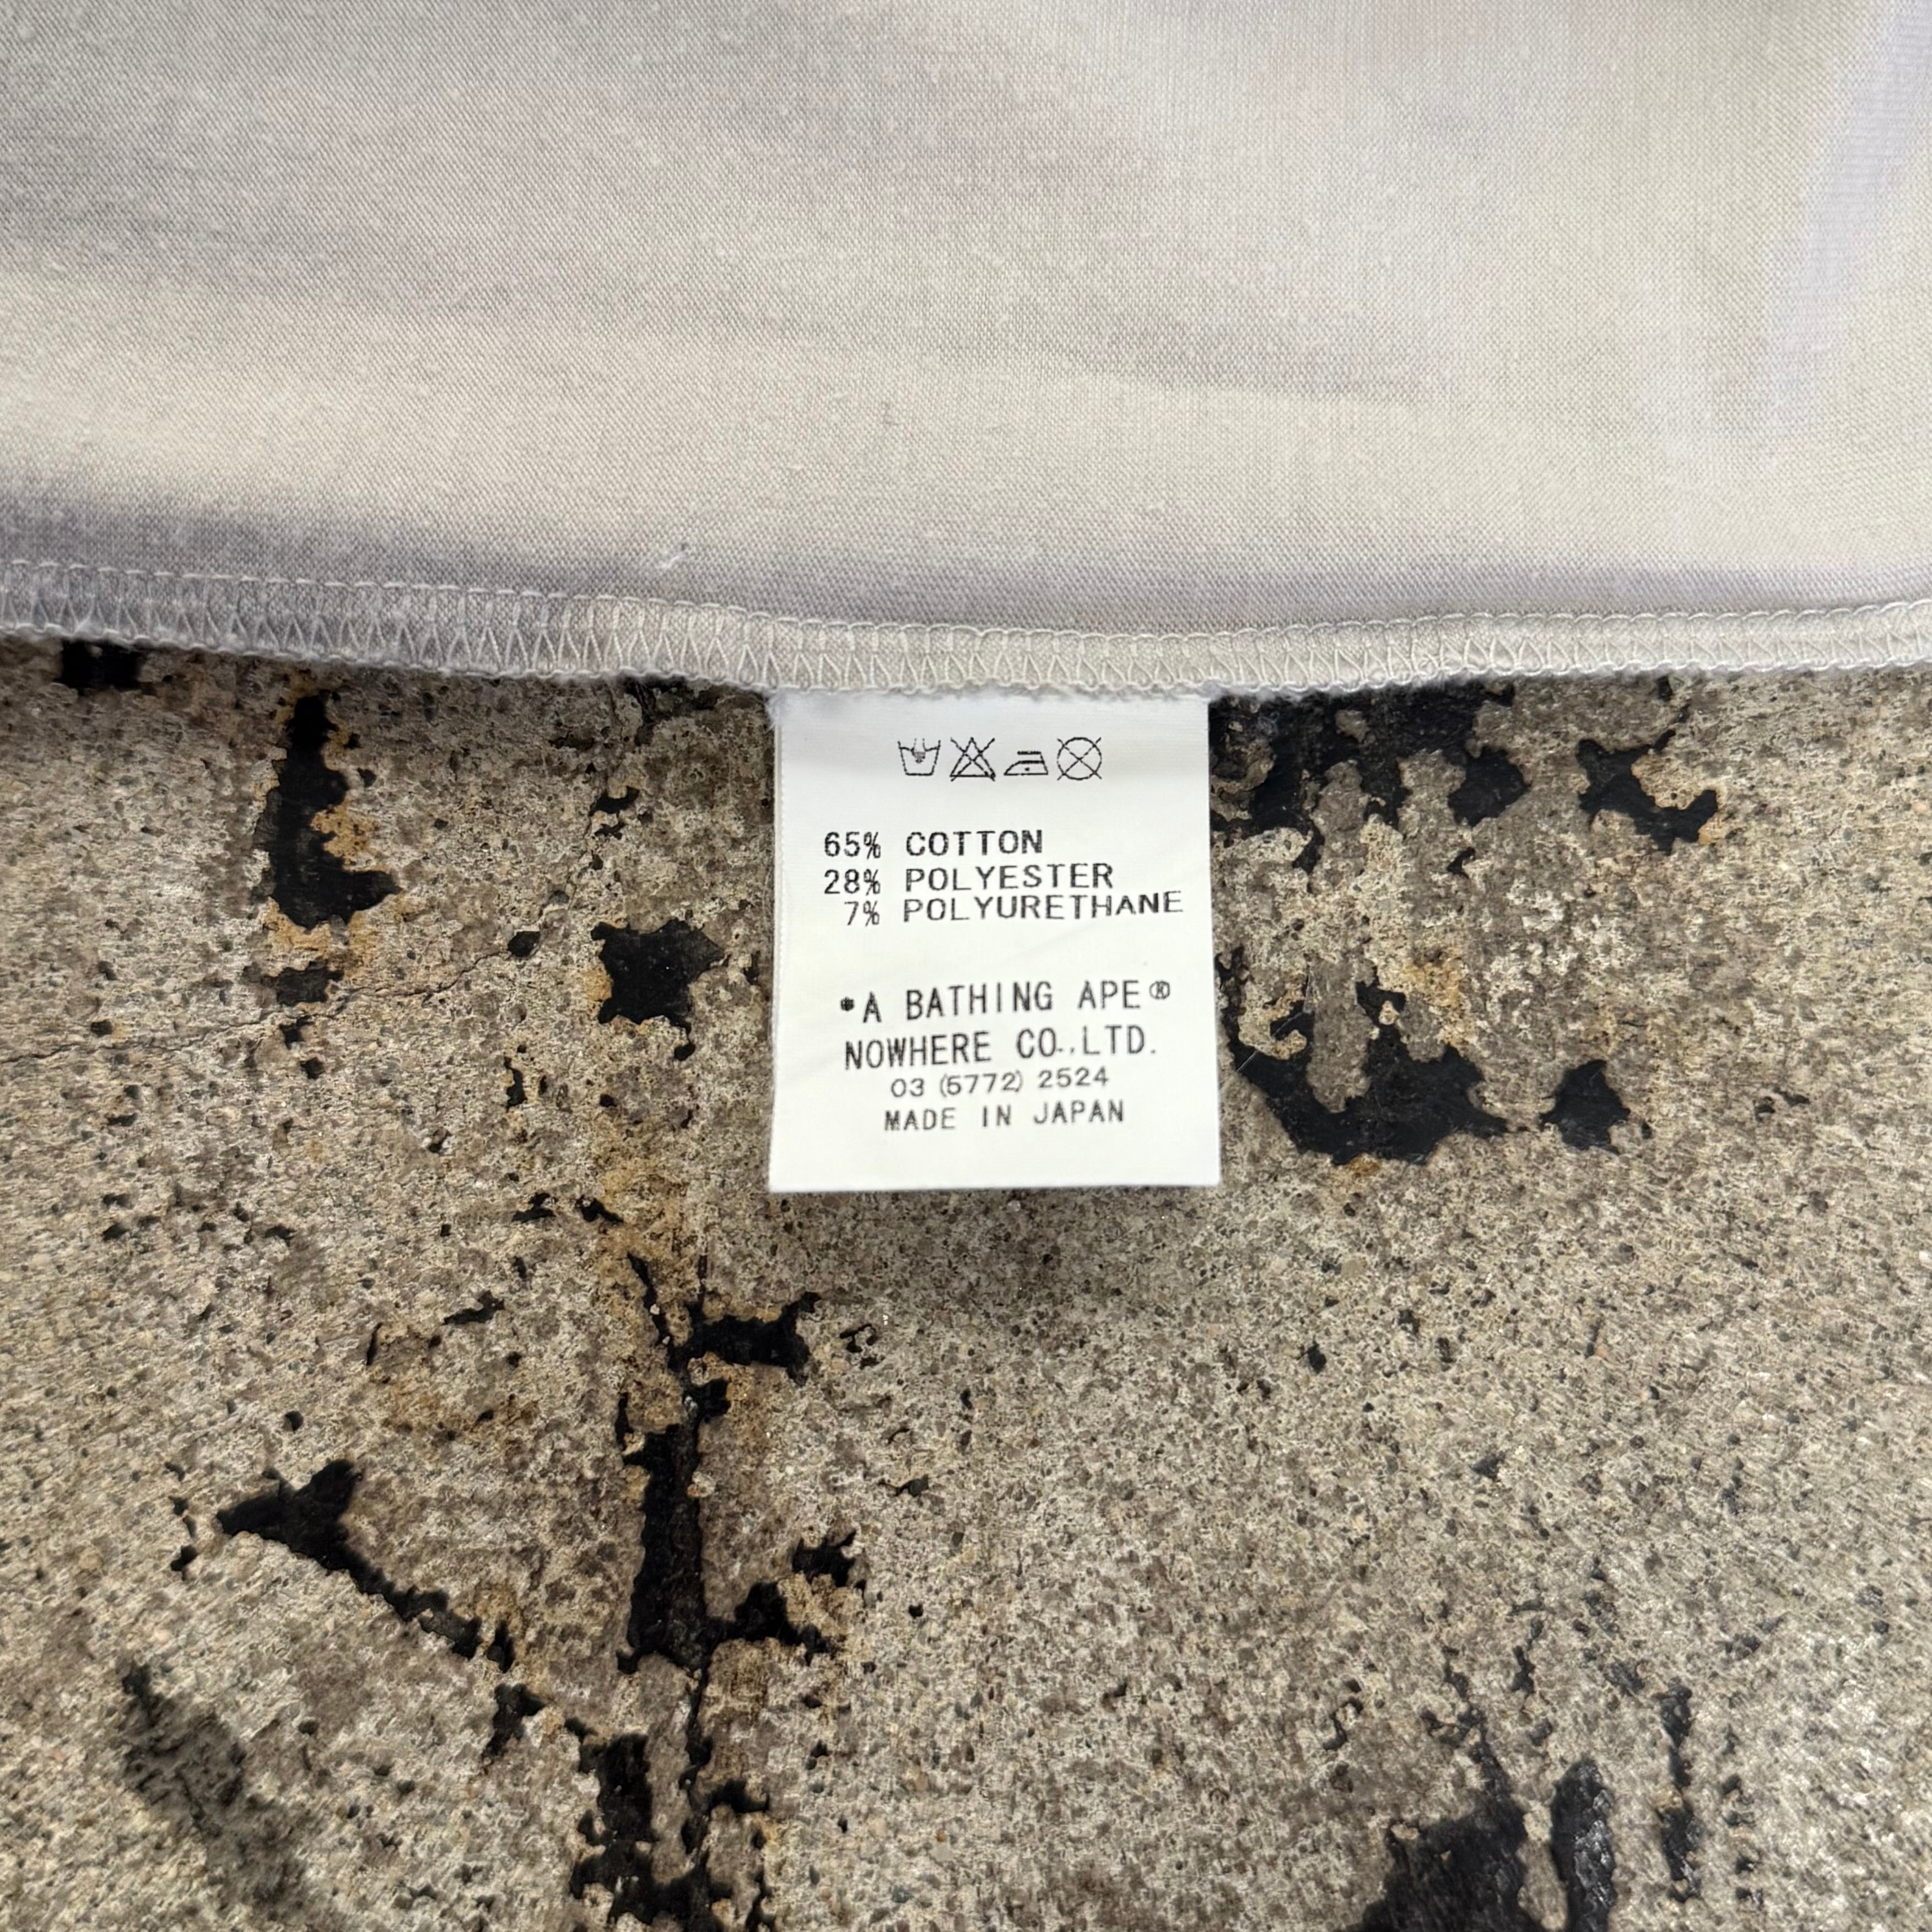 65% COTTON
28% POLYESTER
7% POLYURETHANE
*A BATHING APE®
NOWHERE CO.,LTD.
03 (5772) 2524
MADE IN JAPAN